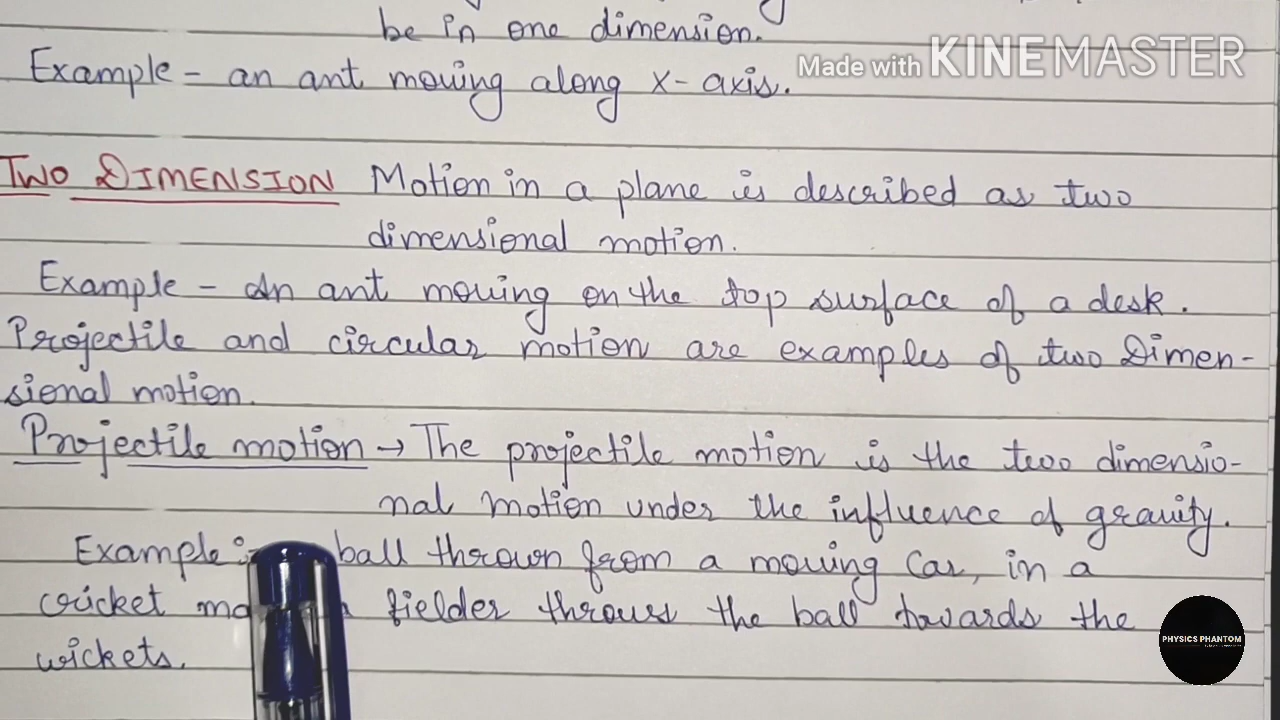 be in one dimension.
Made with KINEMASTER
Example - an ant moving along x-axis.
TWO DIMENSION Motion in a plane is described as two
dimensional motion.
Example - An ant moving on the top surface of a desk.
Projectile and circular motion are examples of two Dimen-
sional motion.
Projectile motion → The projectile motion is the two dimensio-
nal motion under the influence of gravity.
Example ball thrown from a moving Car, in a
cricket fielder throws the ball towards the
wickets.
PHYSICS PHANTOM